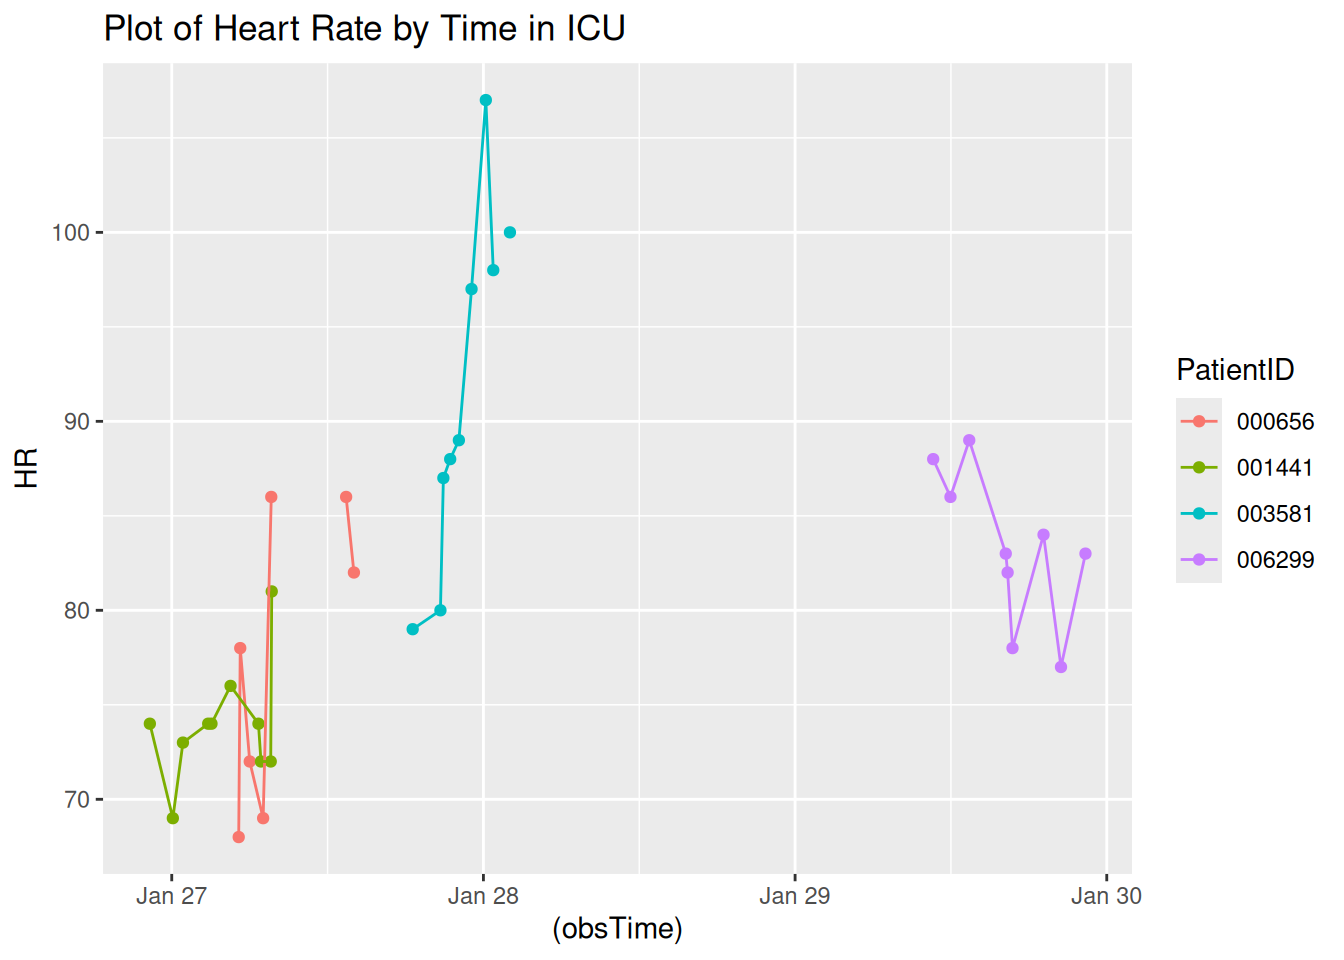 Plot of Heart Rate by Time in ICU
HR
100
90
80
70
Jan 27 Jan 28 Jan 29 Jan 30
(obsTime)
PatientID
000656
001441
003581
006299